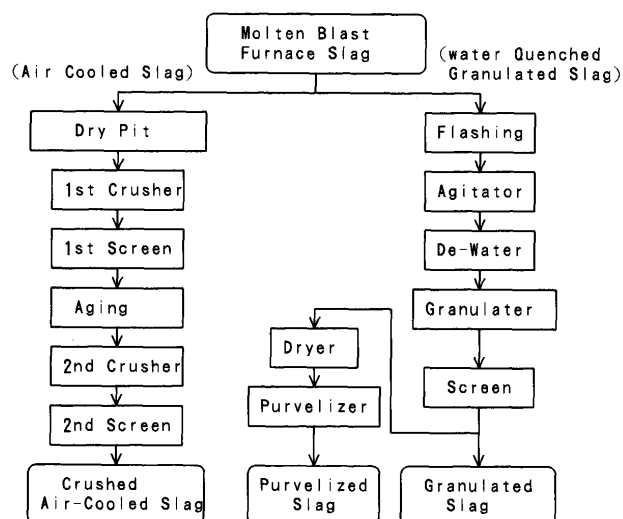 Molten Blast
Furnace Slag
(Air Cooled Slag)
(water Quenched
Granulated Slag)
Dry Pit
1st Crusher
1st Screen
Aging
2nd Crusher
2nd Screen
Crushed
Air-Cooled Slag
Flashing
Agitator
De-Water
Granulater
Screen
Dryer
Purvelizer
Purvelized
Slag
Granulated
Slag